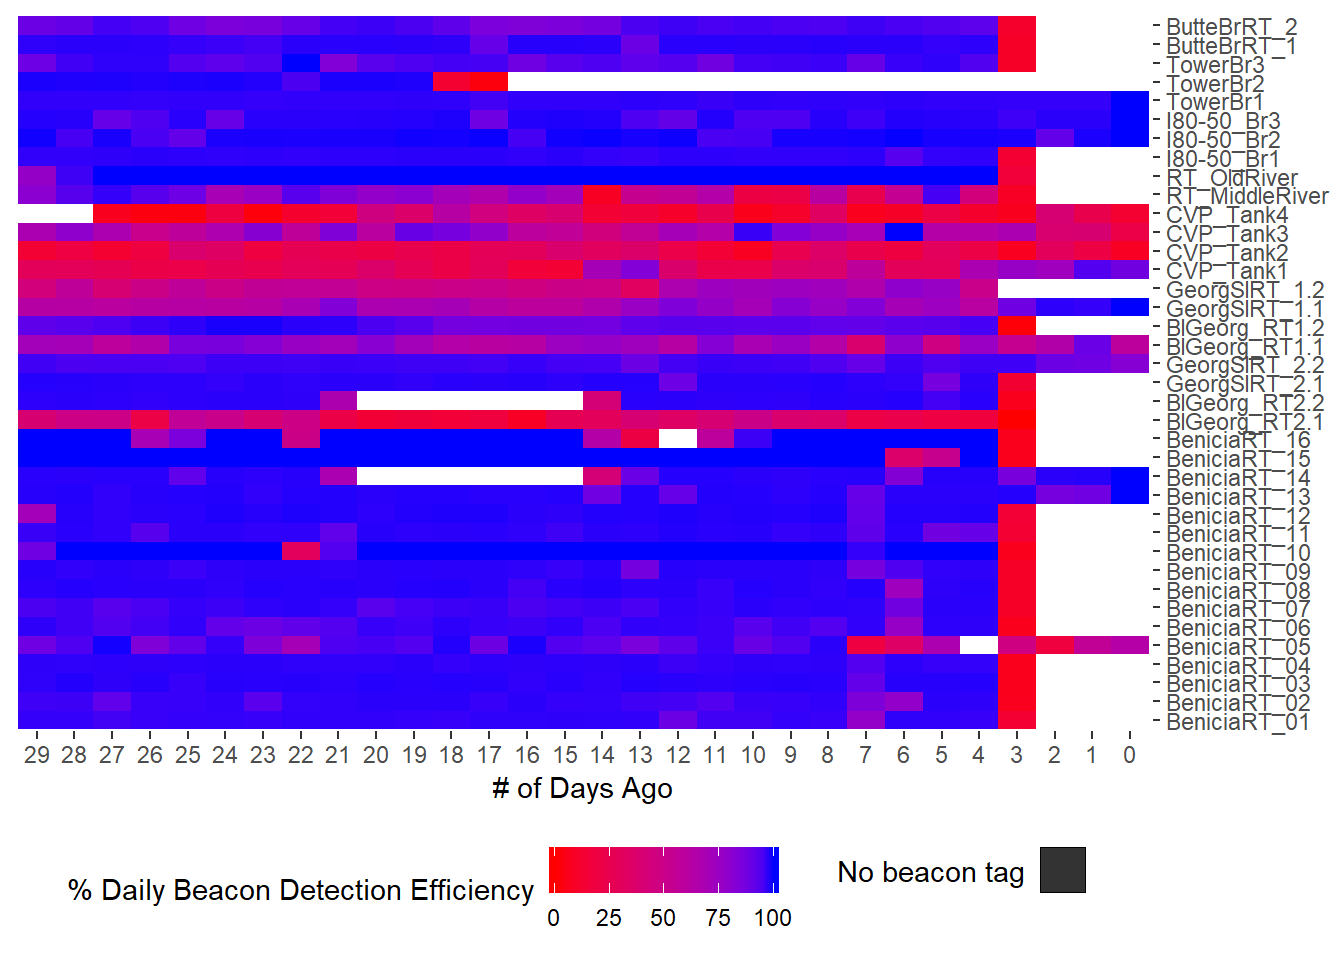 ButteBrRT_2
ButteBrRT_1
TowerBr3
TowerBr2
TowerBr1
I80-50_Br3
I80-50_Br2
I80-50_Br1
RT_OldRiver
RT_MiddleRiver
CVP_Tank4
CVP_Tank3
CVP_Tank2
CVP_Tank1
GeorgSlRT_1.2
GeorgSlRT_1.1
BlGeorg_RT1.2
BlGeorg_RT1.1
GeorgSlRT_2.2
GeorgSlRT_2.1
BlGeorg_RT2.2
BlGeorg_RT2.1
BeniciaRT_16
BeniciaRT_15
BeniciaRT_14
BeniciaRT_13
BeniciaRT_12
BeniciaRT_11
BeniciaRT_10
BeniciaRT_09
BeniciaRT_08
BeniciaRT_07
BeniciaRT_06
BeniciaRT_05
BeniciaRT_04
BeniciaRT_03
BeniciaRT_02
BeniciaRT_01
29 28 27 26 25 24 23 22 21 20 19 18 17 16 15 14 13 12 11 10 9 8 7 6 5 4 3 2 1 0
# of Days Ago
% Daily Beacon Detection Efficiency
0 25 50 75 100
No beacon tag